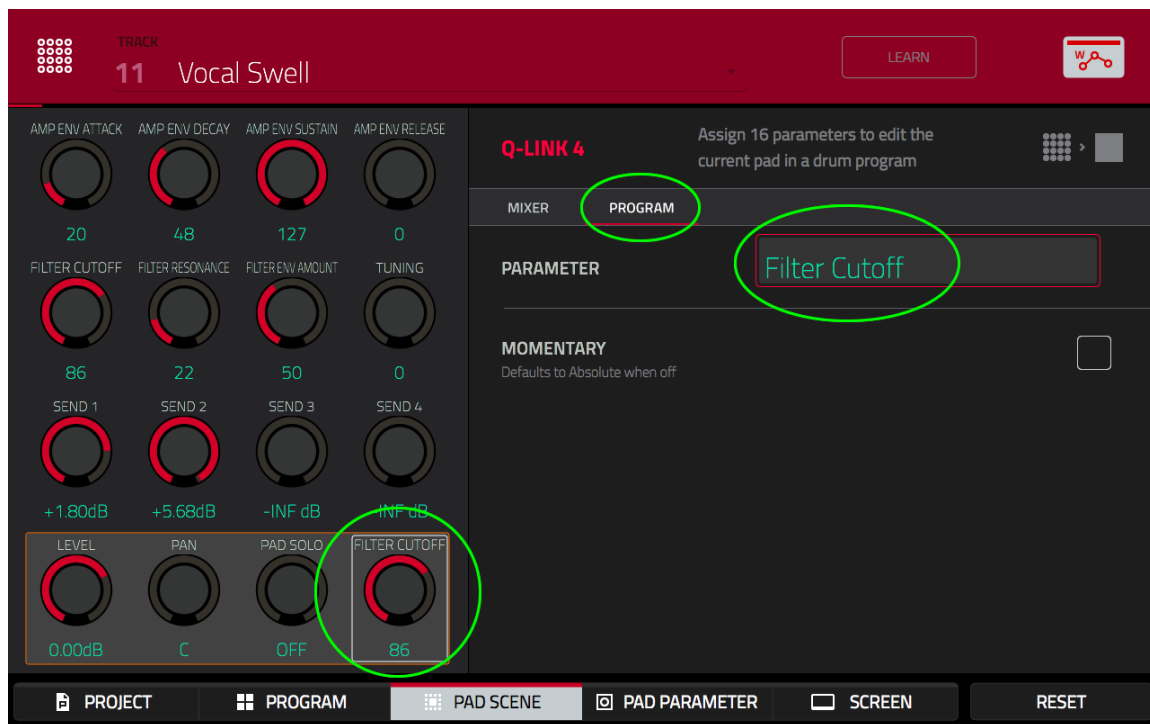 TRACK
11 Vocal Swell
LEARN
W
AMP ENV ATTACK AMP ENV DECAY AMP ENV SUSTAIN AMP ENV RELEASE
20 48 127 0
FILTER CUTOFF FILTER RESONANCE FILTER ENV AMOUNT TUNING
86 22 50 0
SEND 1 SEND 2 SEND 3 SEND 4
+1.80dB +5.68dB -INF dB -INF dB
LEVEL PAN PAD SOLO FILTER CUTOFF
0.00dB C OFF 86
Q-LINK 4
Assign 16 parameters to edit the
current pad in a drum program
MIXER PROGRAM
PARAMETER Filter Cutoff
MOMENTARY
Defaults to Absolute when off
PROJECT PROGRAM PAD SCENE PAD PARAMETER SCREEN RESET